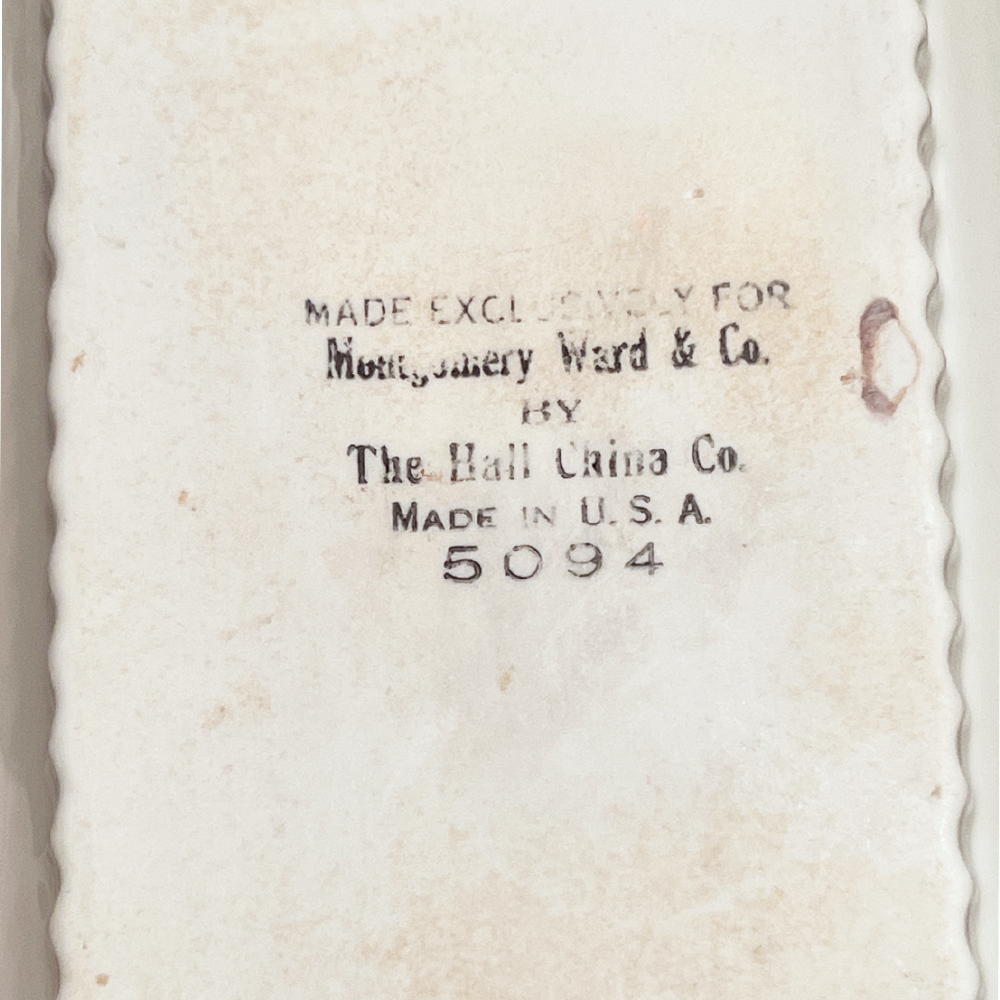 MADE EXCLUSIVELY FOR
Montgomery Ward & Co.
BY
The Hall China Co.
MADE IN U.S.A.
5094